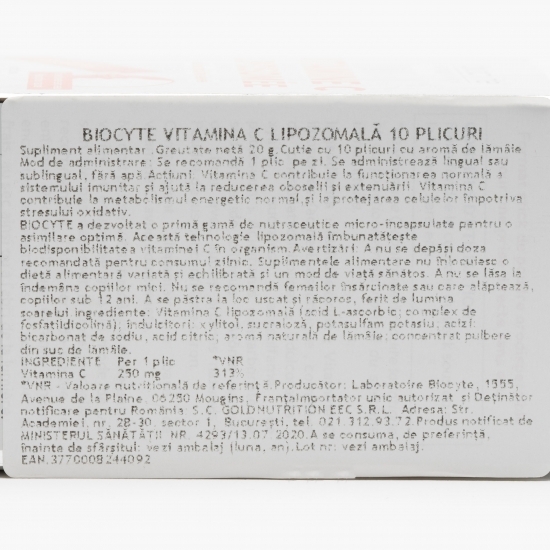 BIOCYTE VITAMINA C LIPOZOMALĂ 10 PLICURI
Supliment alimentar. Greutate netă 20 g. Cutie cu 10 plicuri cu aromă de lămâie
Mod de administrare: Se recomandă 1 plic pe zi. Se administrează lingual sau
sublingual, fără apă Acțiuni: Vitamina C contribuie la funcționarea normală a
sistemului imunitar și ajută la reducerea oboselii și extenuării. Vitamina C
contribuie la metabolismul energetic normal, și la protejarea celulelor împotriva
stresului oxidativ.
BIOCYTE a dezvoltat o primă gamă de nutraceutice micro-încapsulate pentru o
asimilare optimă. Această tehnologie lipozomală îmbunătățește
biodisponibilitatea vitaminei C în organism. Avertizări: A nu se depăși doza
recomandată pentru consumul zilnic. Suplimentele alimentare nu înlocuiesc o
dietă alimentară variată și echilibrată și un mod de viață sănătos. A nu se lăsa la
îndemâna copiilor mici. Nu se recomandă femeilor însărcinate sau care alăptează,
copiilor sub 12 ani. A se păstra la loc uscat și răcoros, ferit de lumina
soarelui ingrediente: Vitamina C lipozomală (acid L-ascorbic; complex de
fosfatildicolină); îndulcitori: xylitol, sucraloză, potasulfam potasiu; acizi:
bicarbonat de sodiu, acid citric; aromă naturală de lămâie; concentrat pulbere
din suc de lămâie.
INGREDIENTE Per 1 plic *VNR
Vitamina C 250 mg 313%
*VNR - Valoare nutritională de referință.Producător: Laboratoire Biocyte, 1555,
Avenue de la Plaine, 06250 Mougins, FranțaImportator unic autorizat și Deținător
notificare pentru România S.C. GOLDNUTRITION EEC S.R.L. Adresa: Str.
Academiei, nr. 28-30, sector 1, București, tel. 021.312.93.72.Produs notificat de
MINISTERUL SĂNĂTĂȚII NR. 4293/13.07.2020.A se consuma, de preferință,
înainte de sfârșitul: vezi ambalaj (luna, an).Lot nr: vezi ambalaj.
EAN.3770008244092